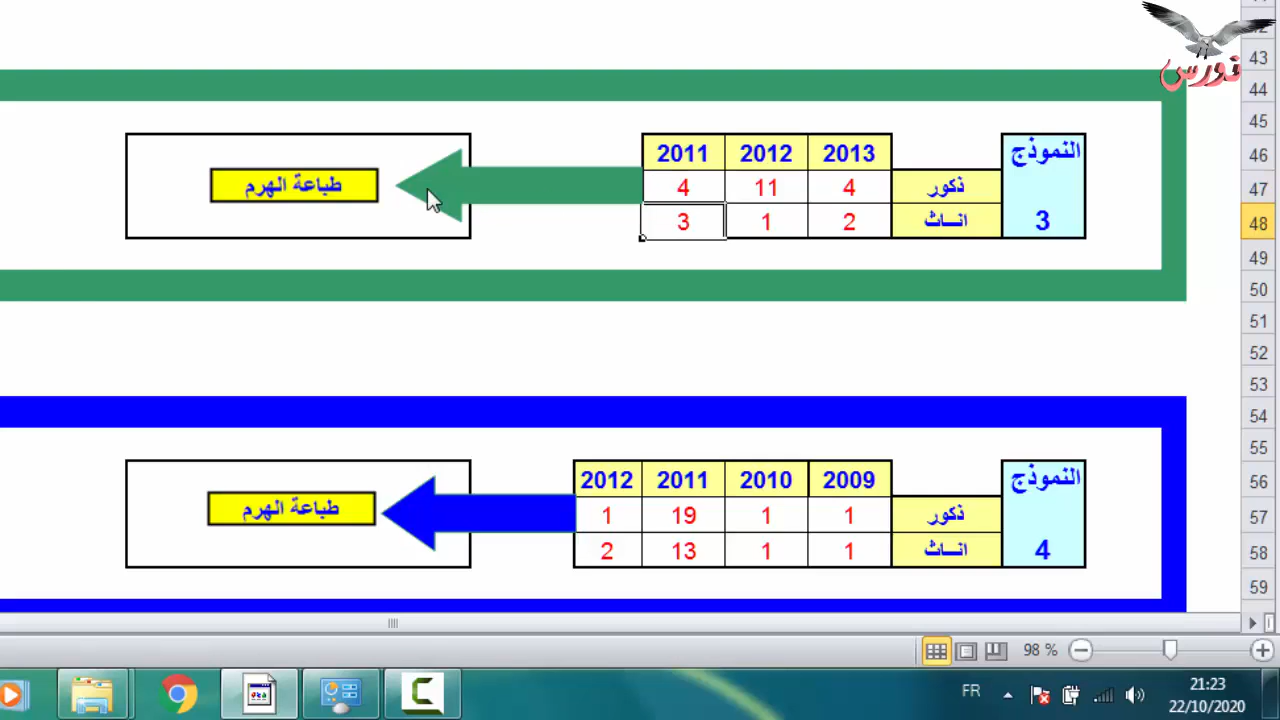 نورس
43
44
45
النموذج 2013 2012 2011 46
ذكور 4 11 4 طباعة الهرم 47
3 انــاث 2 1 3 48
49
50
51
52
53
54
55
النموذج 2009 2010 2011 2012 56
ذكور 1 1 19 1 طباعة الهرم 57
4 انــاث 1 1 13 2 58
59
98 %
FR 21:23
22/10/2020